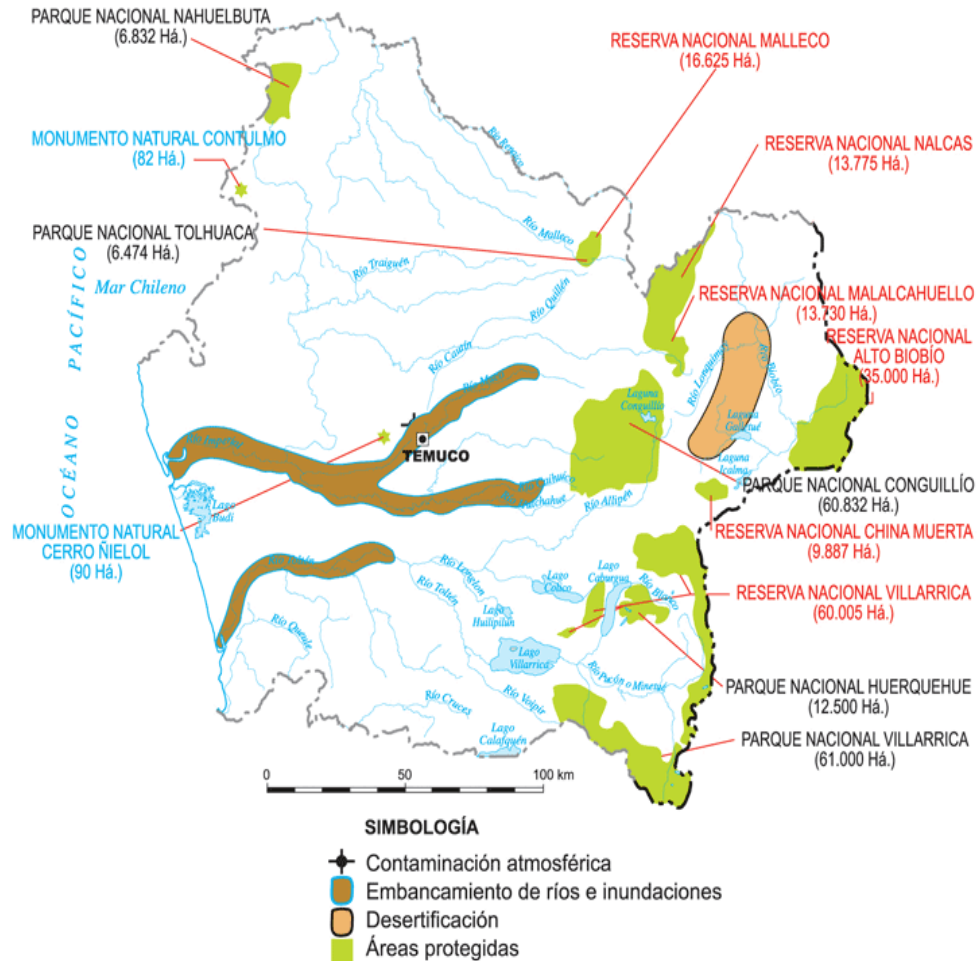 PARQUE NACIONAL NAHUELBUTA
(6.832 Há.)
RESERVA NACIONAL MALLECO
(16.625 Há.)
MONUMENTO NATURAL CONTULMO
(82 Há.)
RESERVA NACIONAL NALCAS
(13.775 Há.)
Río Renaico
PARQUE NACIONAL TOLHUACA
(6.474 Há.)
Río Malleco
Río Traiguén
Río Quillén
OCÉANO PACÍFICO
Mar Chileno
RESERVA NACIONAL MALALCAHUELLO
(13.730 Há.)
RESERVA NACIONAL
ALTO BIOBÍO
(35.000 Há.)
Río Cautín
Río Lonquimay
Río Biobío
Laguna
Conguillío
Laguna
Galletué
Laguna
Icalma
TEMUCO
Río Imperial
Lago
Budi
Río Allipén
PARQUE NACIONAL CONGUILLÍO
(60.832 Há.)
MONUMENTO NATURAL
CERRO ÑIELOL
(90 Há.)
RESERVA NACIONAL CHINA MUERTA
(9.887 Há.)
Río Toltén
Río Toltén
Lago
Colico
Lago
Caburgua
Río Blanco
Lago
Huilipilun
RESERVA NACIONAL VILLARRICA
(60.005 Há.)
Río Queule
Lago
Villarrica
Río Pucón o Minetué
PARQUE NACIONAL HUERQUEHUE
(12.500 Há.)
Río Cruces
Río Voipir
Lago
Calafquén
PARQUE NACIONAL VILLARRICA
(61.000 Há.)
0 50 100 km
SIMBOLOGÍA
Contaminación atmosférica
Embancamiento de ríos e inundaciones
Desertificación
Áreas protegidas